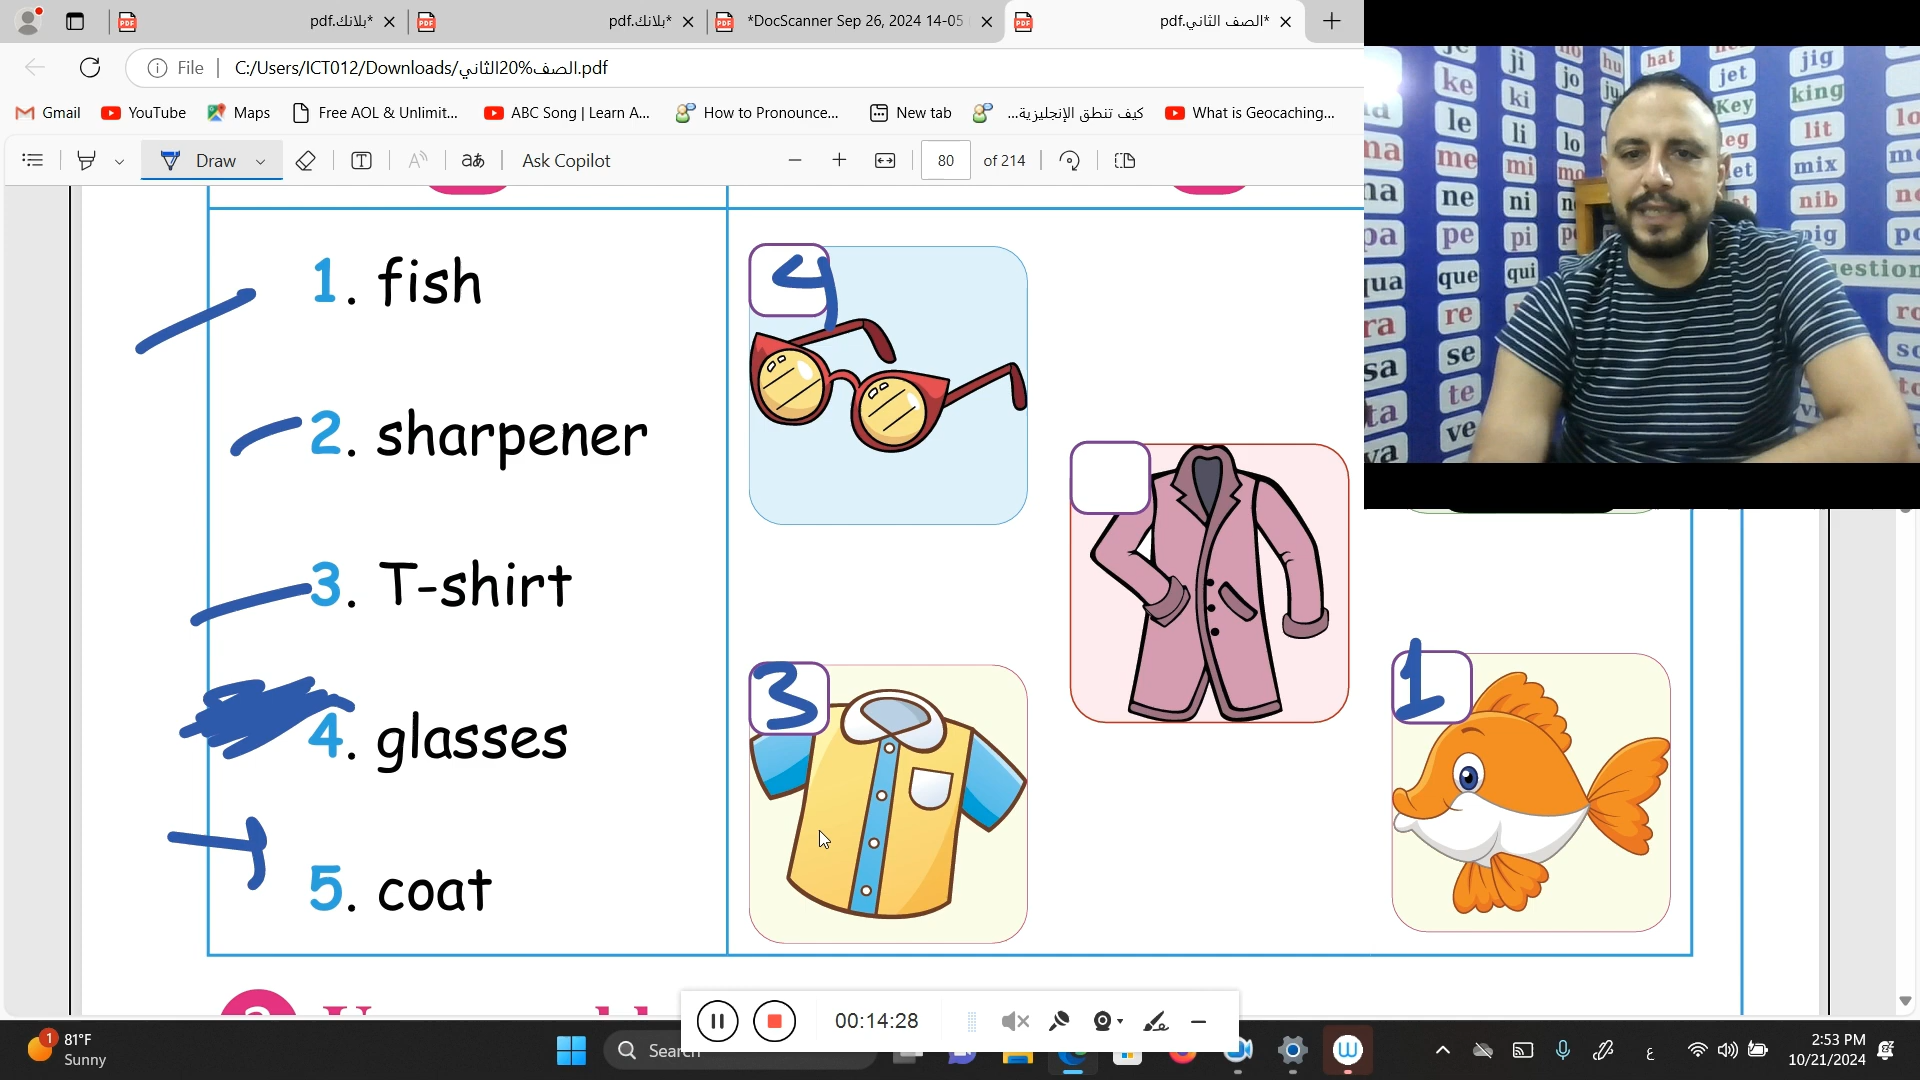 *بلانك.pdf
*بلانك.pdf
*DocScanner Sep 26, 2024 14-05
*الصف الثاني.pdf
File
C:/Users/ICT012/Downloads/الصف%20الثاني.pdf
Gmail
YouTube
Maps
Free AOL & Unlimit...
ABC Song | Learn A...
How to Pronounce...
New tab
كيف تنطق الإنجليزية...
What is Geocaching...
Draw
Ask Copilot
80
of 214
1. fish
2. sharpener
3. T-shirt
4. glasses
5. coat
4
3
1
ke
le
me
ne
pe
que
re
se
te
ve
ji
ki
li
mi
ni
pi
qui
jo
lo
hat
jet
Key
jig
king
lit
mix
nib
pig
00:14:28
81°F
Sunny
1
2:53 PM
10/21/2024